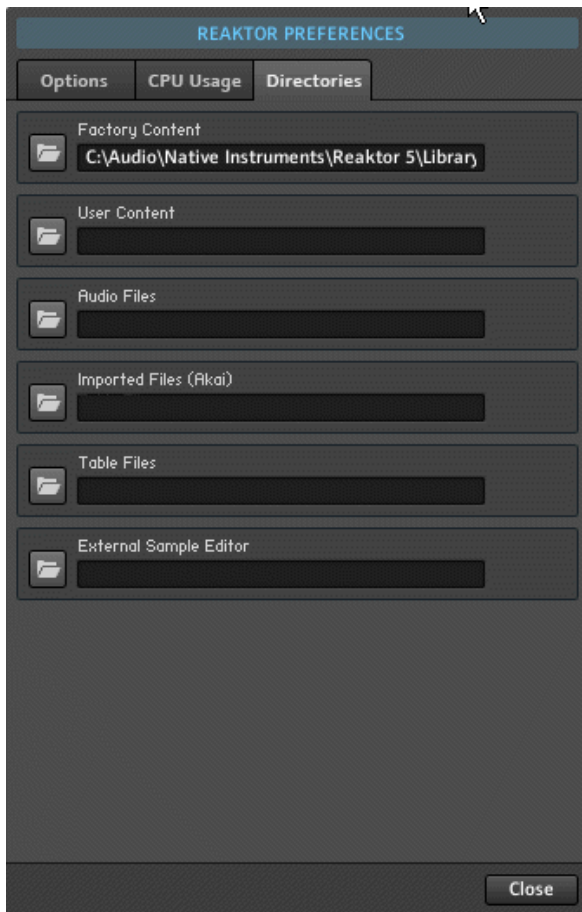 REAKTOR PREFERENCES
Options CPU Usage Directories
Factory Content
C:\Audio\Native Instruments\Reaktor 5\Library
User Content
Audio Files
Imported Files (Akai)
Table Files
External Sample Editor
Close